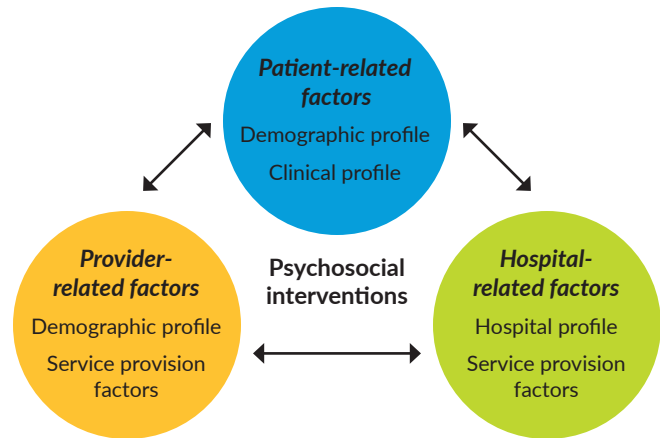 Patient-related
factors
Demographic profile
Clinical profile
Provider-
related factors
Demographic profile
Service provision
factors
Psychosocial
interventions
Hospital-
related factors
Hospital profile
Service provision
factors